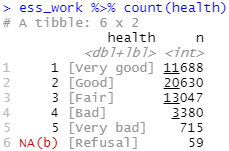 > ess_work %>% count(health)
# A tibble: 6 x 2
health n
<dbl+lbl> <int>
1 1 [Very good] 11688
2 2 [Good] 20630
3 3 [Fair] 13047
4 4 [Bad] 3380
5 5 [Very bad] 715
6 NA(b) [Refusal] 59